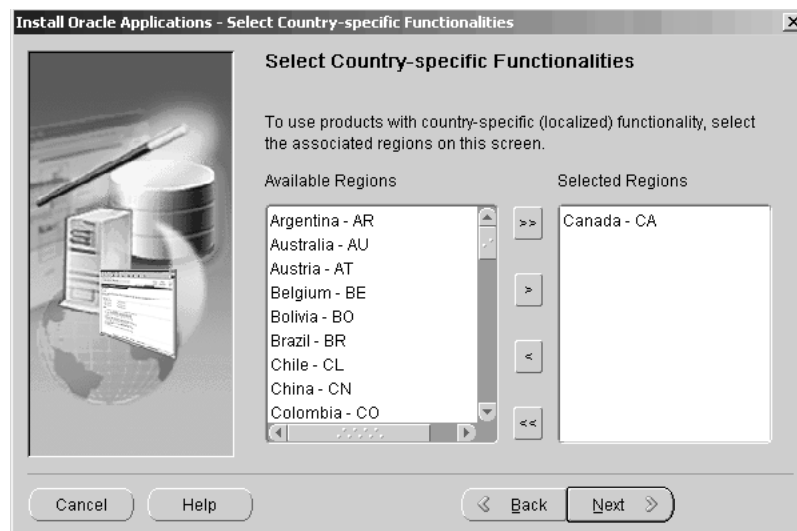 Install Oracle Applications - Select Country-specific Functionalities
Select Country-specific Functionalities
To use products with country-specific (localized) functionality, select
the associated regions on this screen.
Available Regions
Selected Regions
Argentina - AR
Australia - AU
Austria - AT
Belgium - BE
Bolivia - BO
Brazil - BR
Chile - CL
China - CN
Colombia - CO
>>
>
<
<<
Canada - CA
Cancel
Help
Back
Next